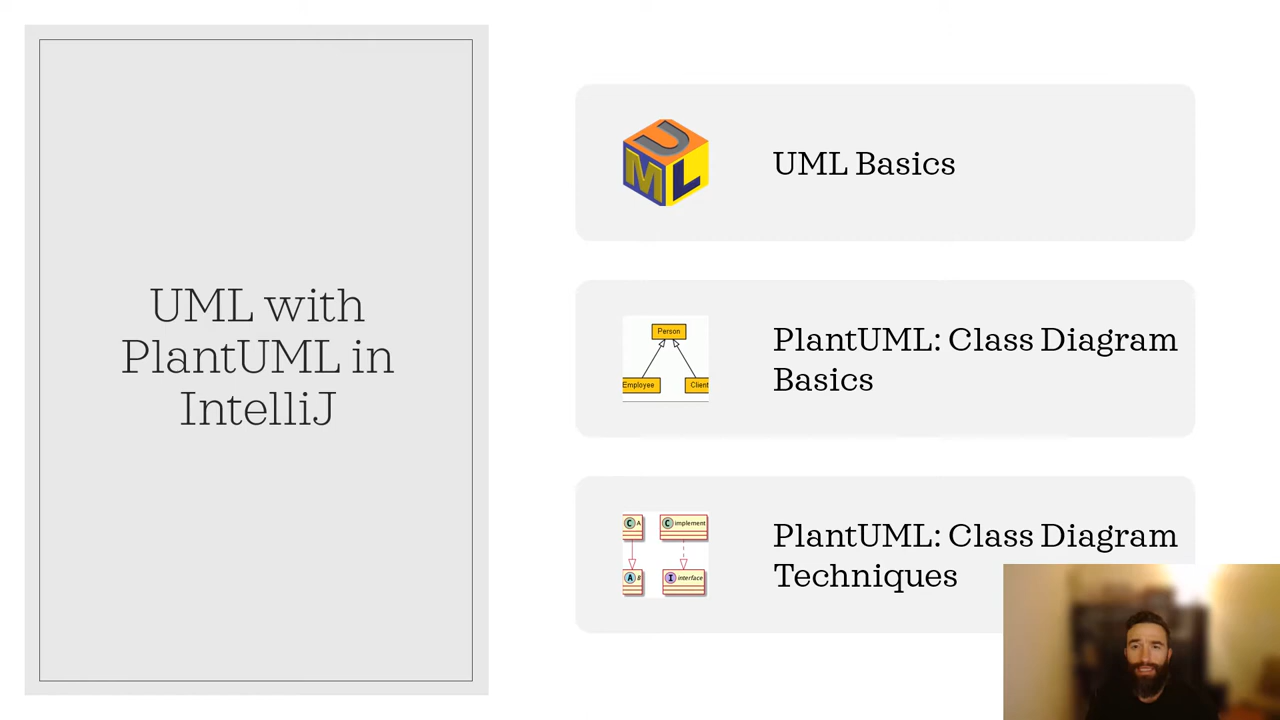 UML with
PlantUML in
IntelliJ
UML
UML Basics
Person
Employee
Client
PlantUML: Class Diagram
Basics
C A
C implement
A B
I interface
PlantUML: Class Diagram
Techniques